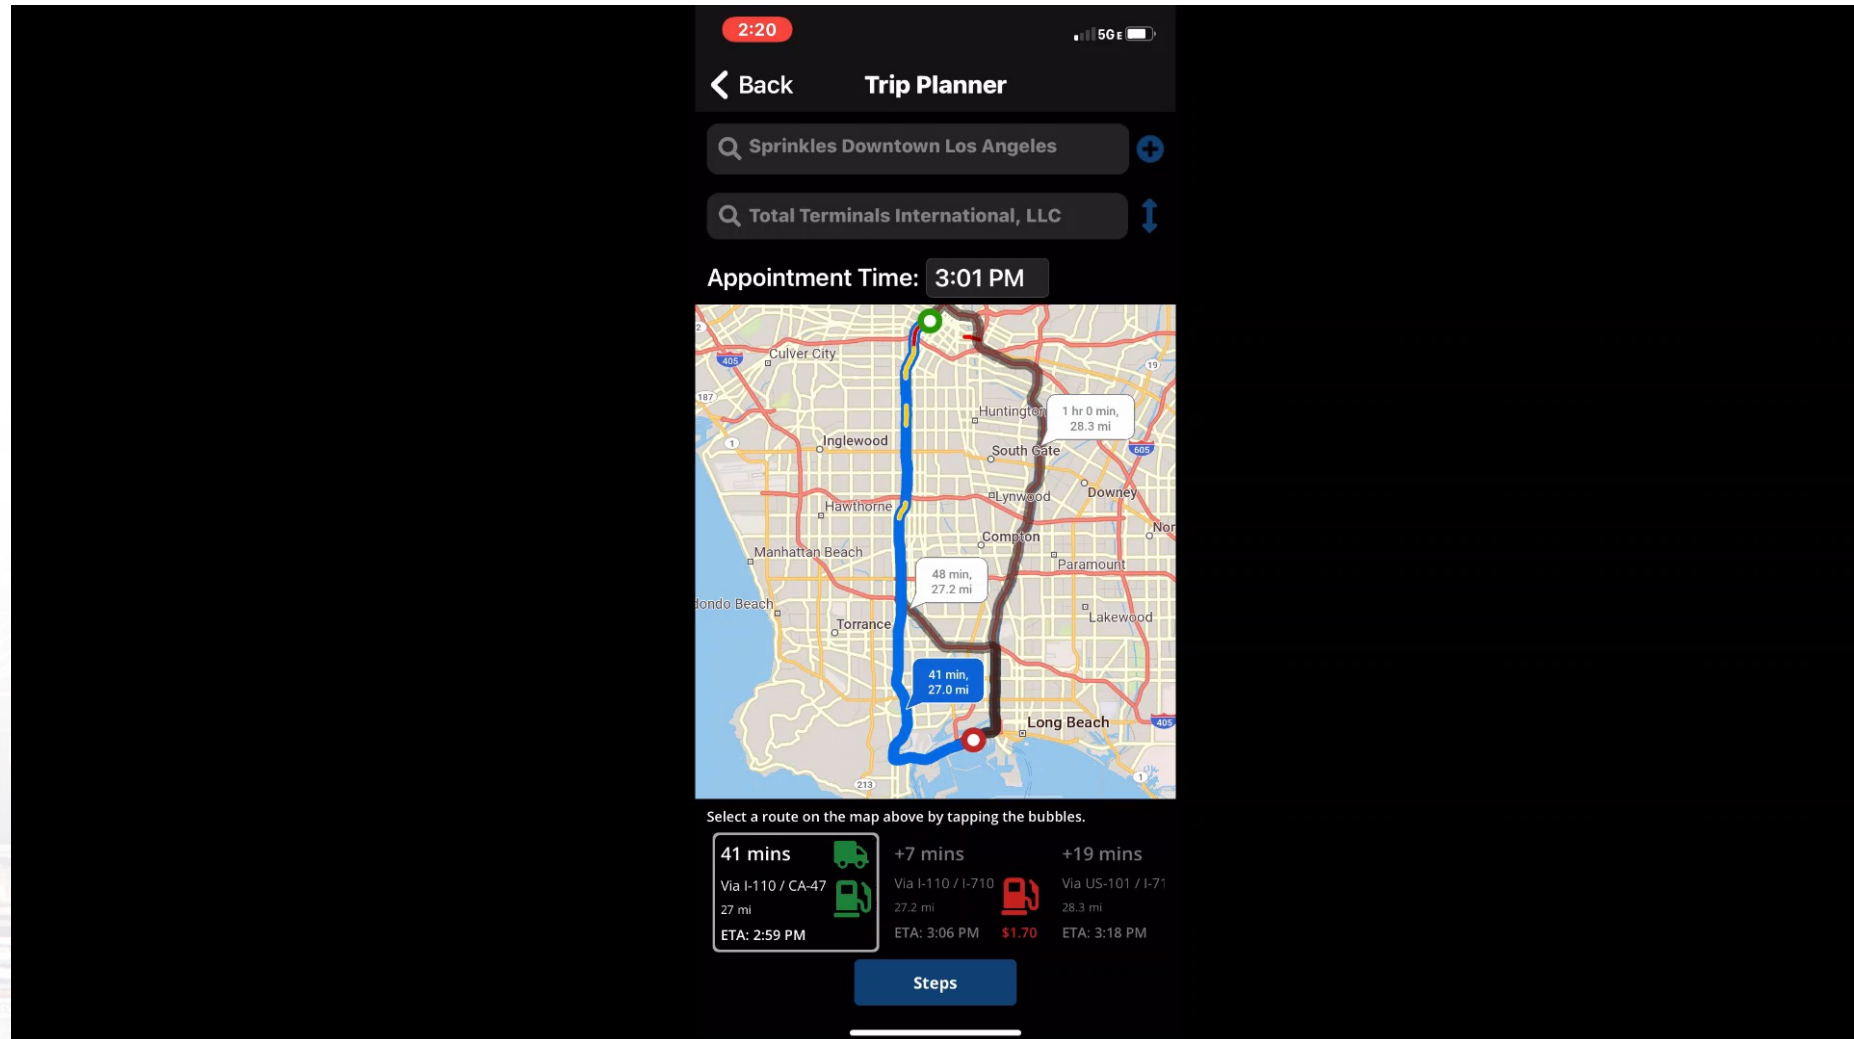 2:20
5GE
Back
Trip Planner
Sprinkles Downtown Los Angeles
Total Terminals International, LLC
Appointment Time: 3:01 PM
2
Culver City
405
19
187
Huntington
1 hr 0 min,
28.3 mi
1
Inglewood
South Gate
605
Lynwood
Downey
Hawthorne
Nor
Compton
Manhattan Beach
Paramount
48 min,
27.2 mi
dondo Beach
Torrance
Lakewood
41 min,
27.0 mi
Long Beach
405
213
1
Select a route on the map above by tapping the bubbles.
41 mins
Via I-110 / CA-47
27 mi
ETA: 2:59 PM
+7 mins
Via I-110 / I-710
27.2 mi
ETA: 3:06 PM
$1.70
+19 mins
Via US-101 / I-71
28.3 mi
ETA: 3:18 PM
Steps